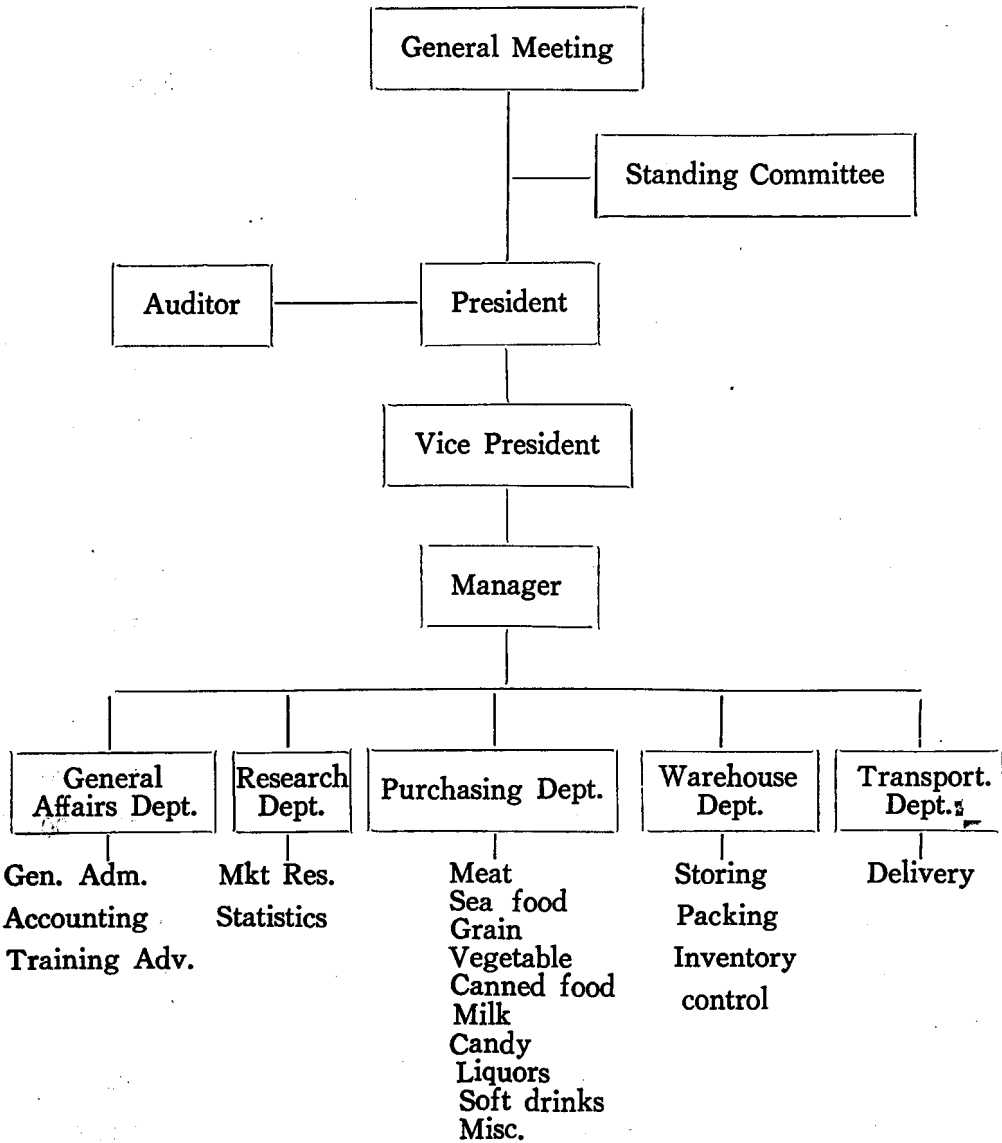 General Meeting
Standing Committee
Auditor
President
Vice President
Manager
General
Affairs Dept.
Research
Dept.
Purchasing Dept.
Warehouse
Dept.
Transport.
Dept.
Gen. Adm.
Accounting
Training Adv.
Mkt Res.
Statistics
Meat
Sea food
Grain
Vegetable
Canned food
Milk
Candy
Liquors
Soft drinks
Misc.
Storing
Packing
Inventory
control
Delivery